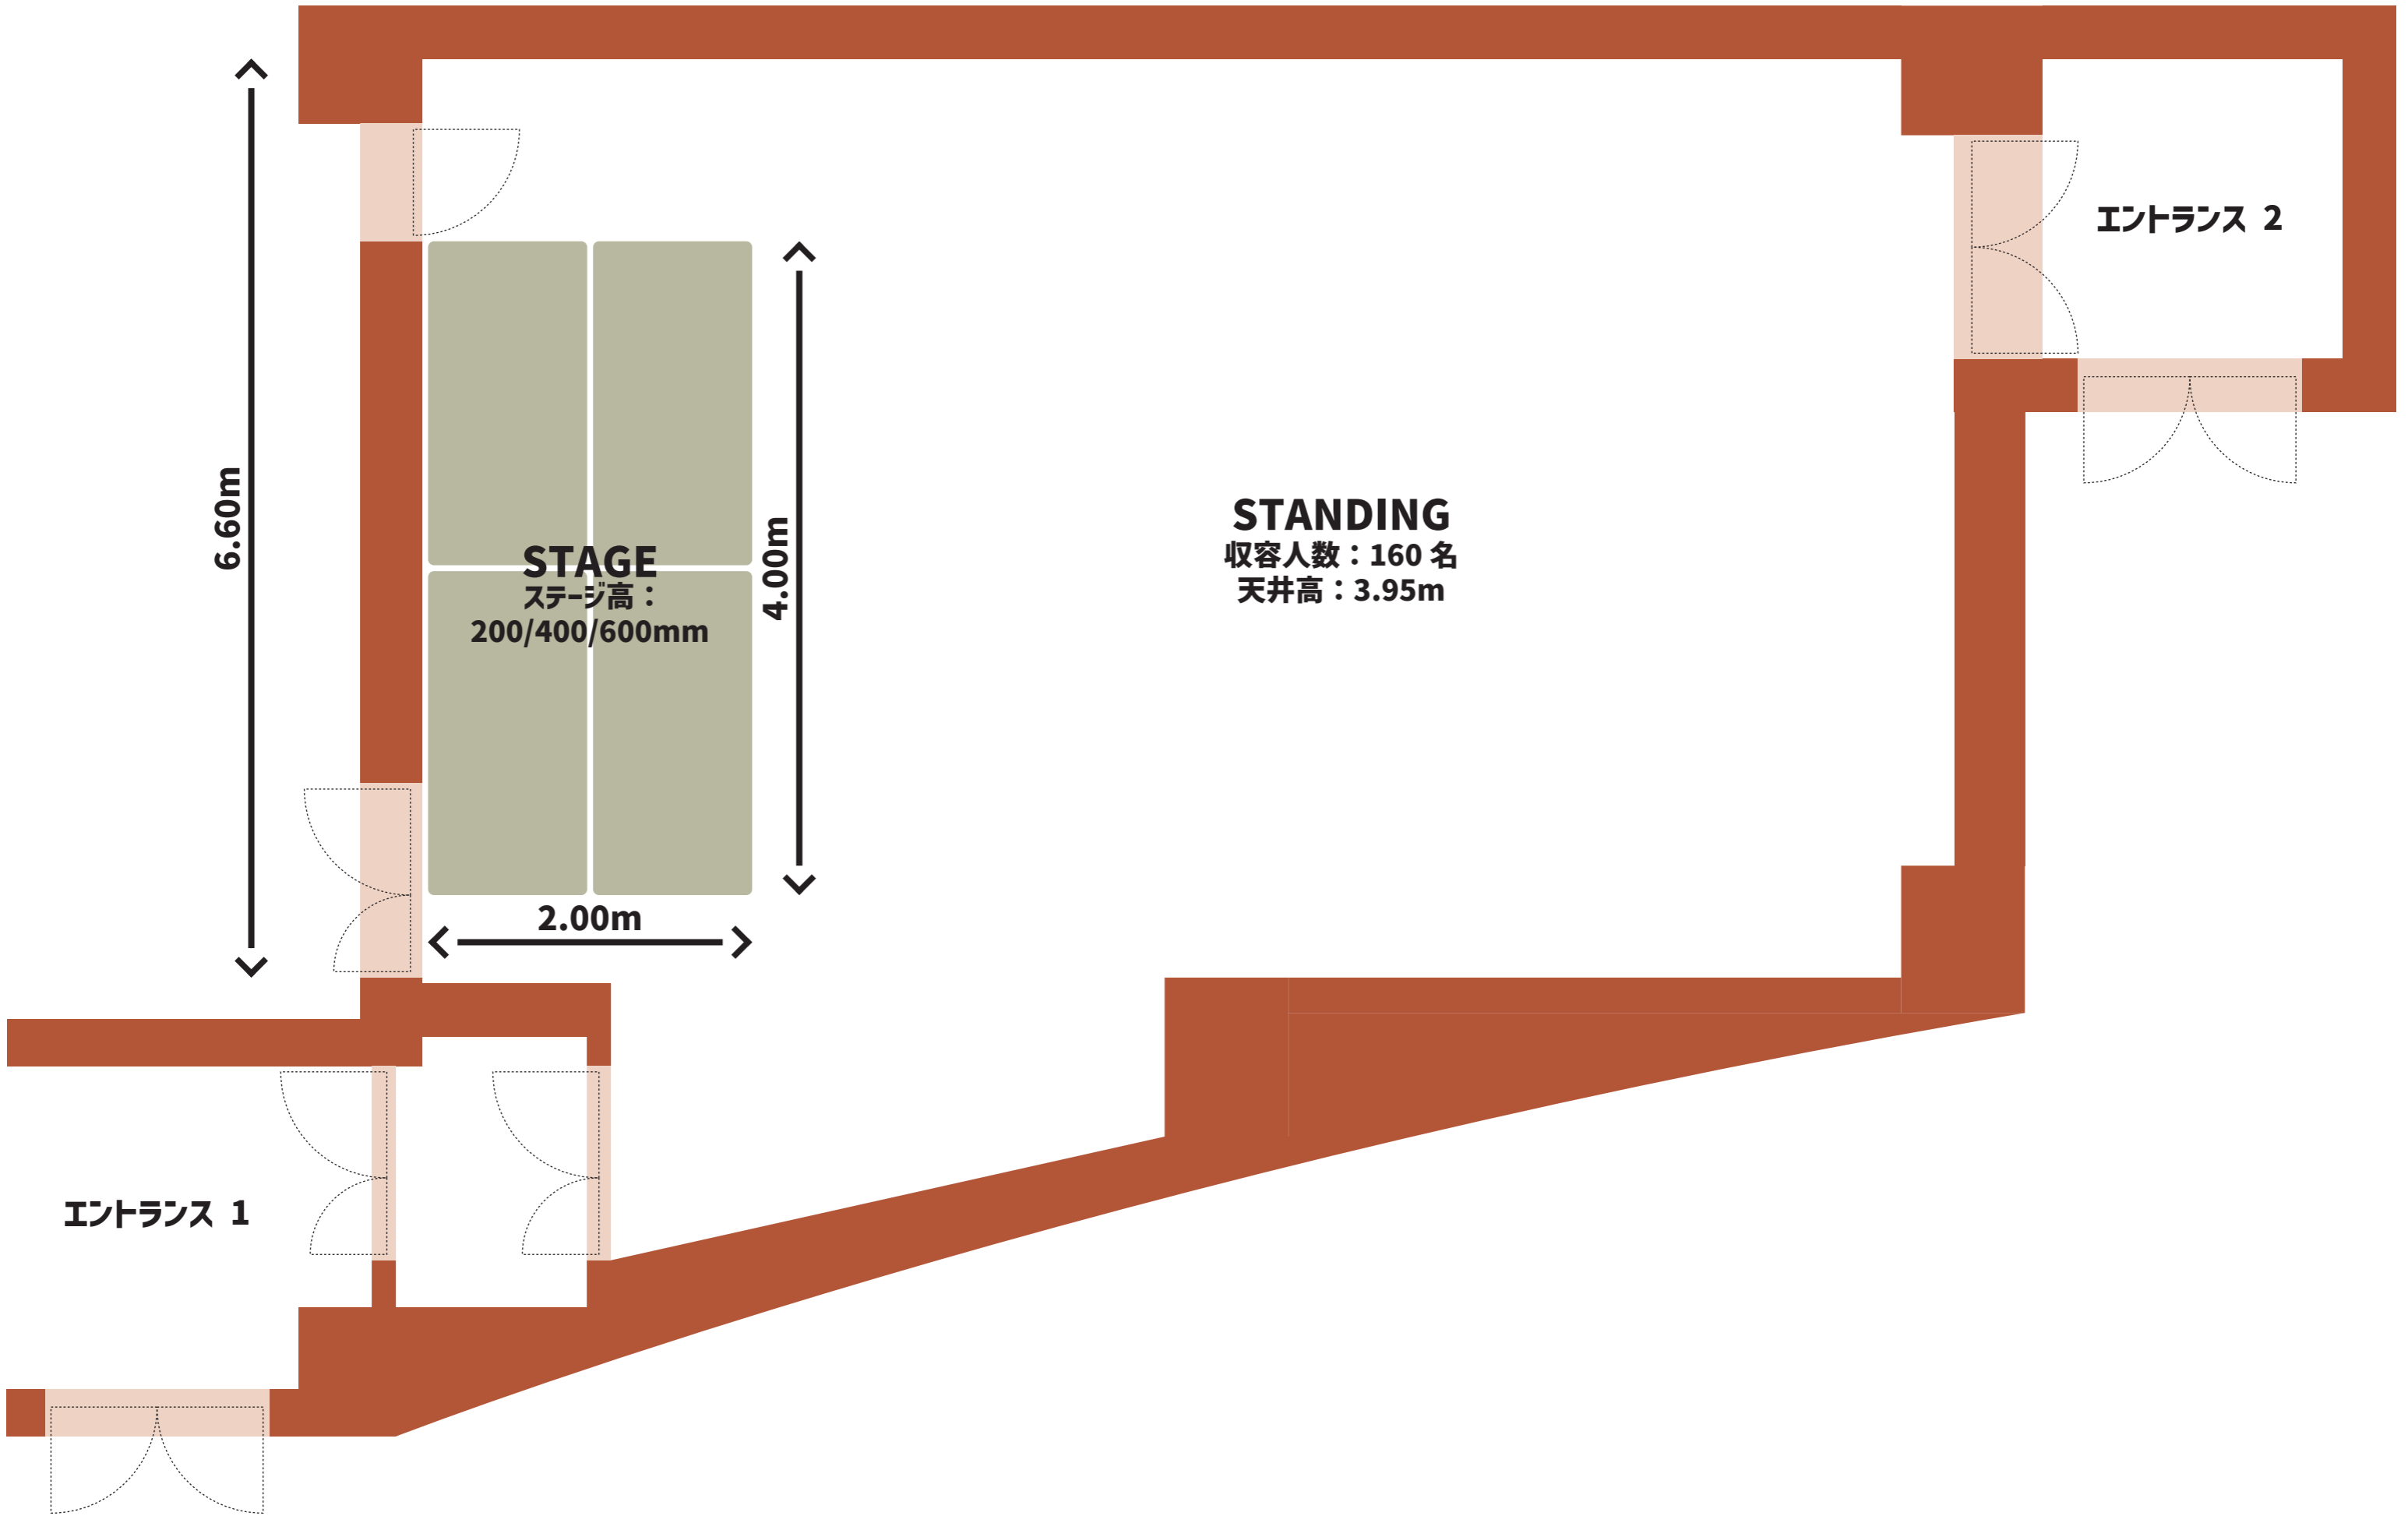 エントランス 2
6.60m
STAGE
ステージ高：
200/400/600mm
4.00m
2.00m
STANDING
収容人数：160 名
天井高：3.95m
エントランス 1